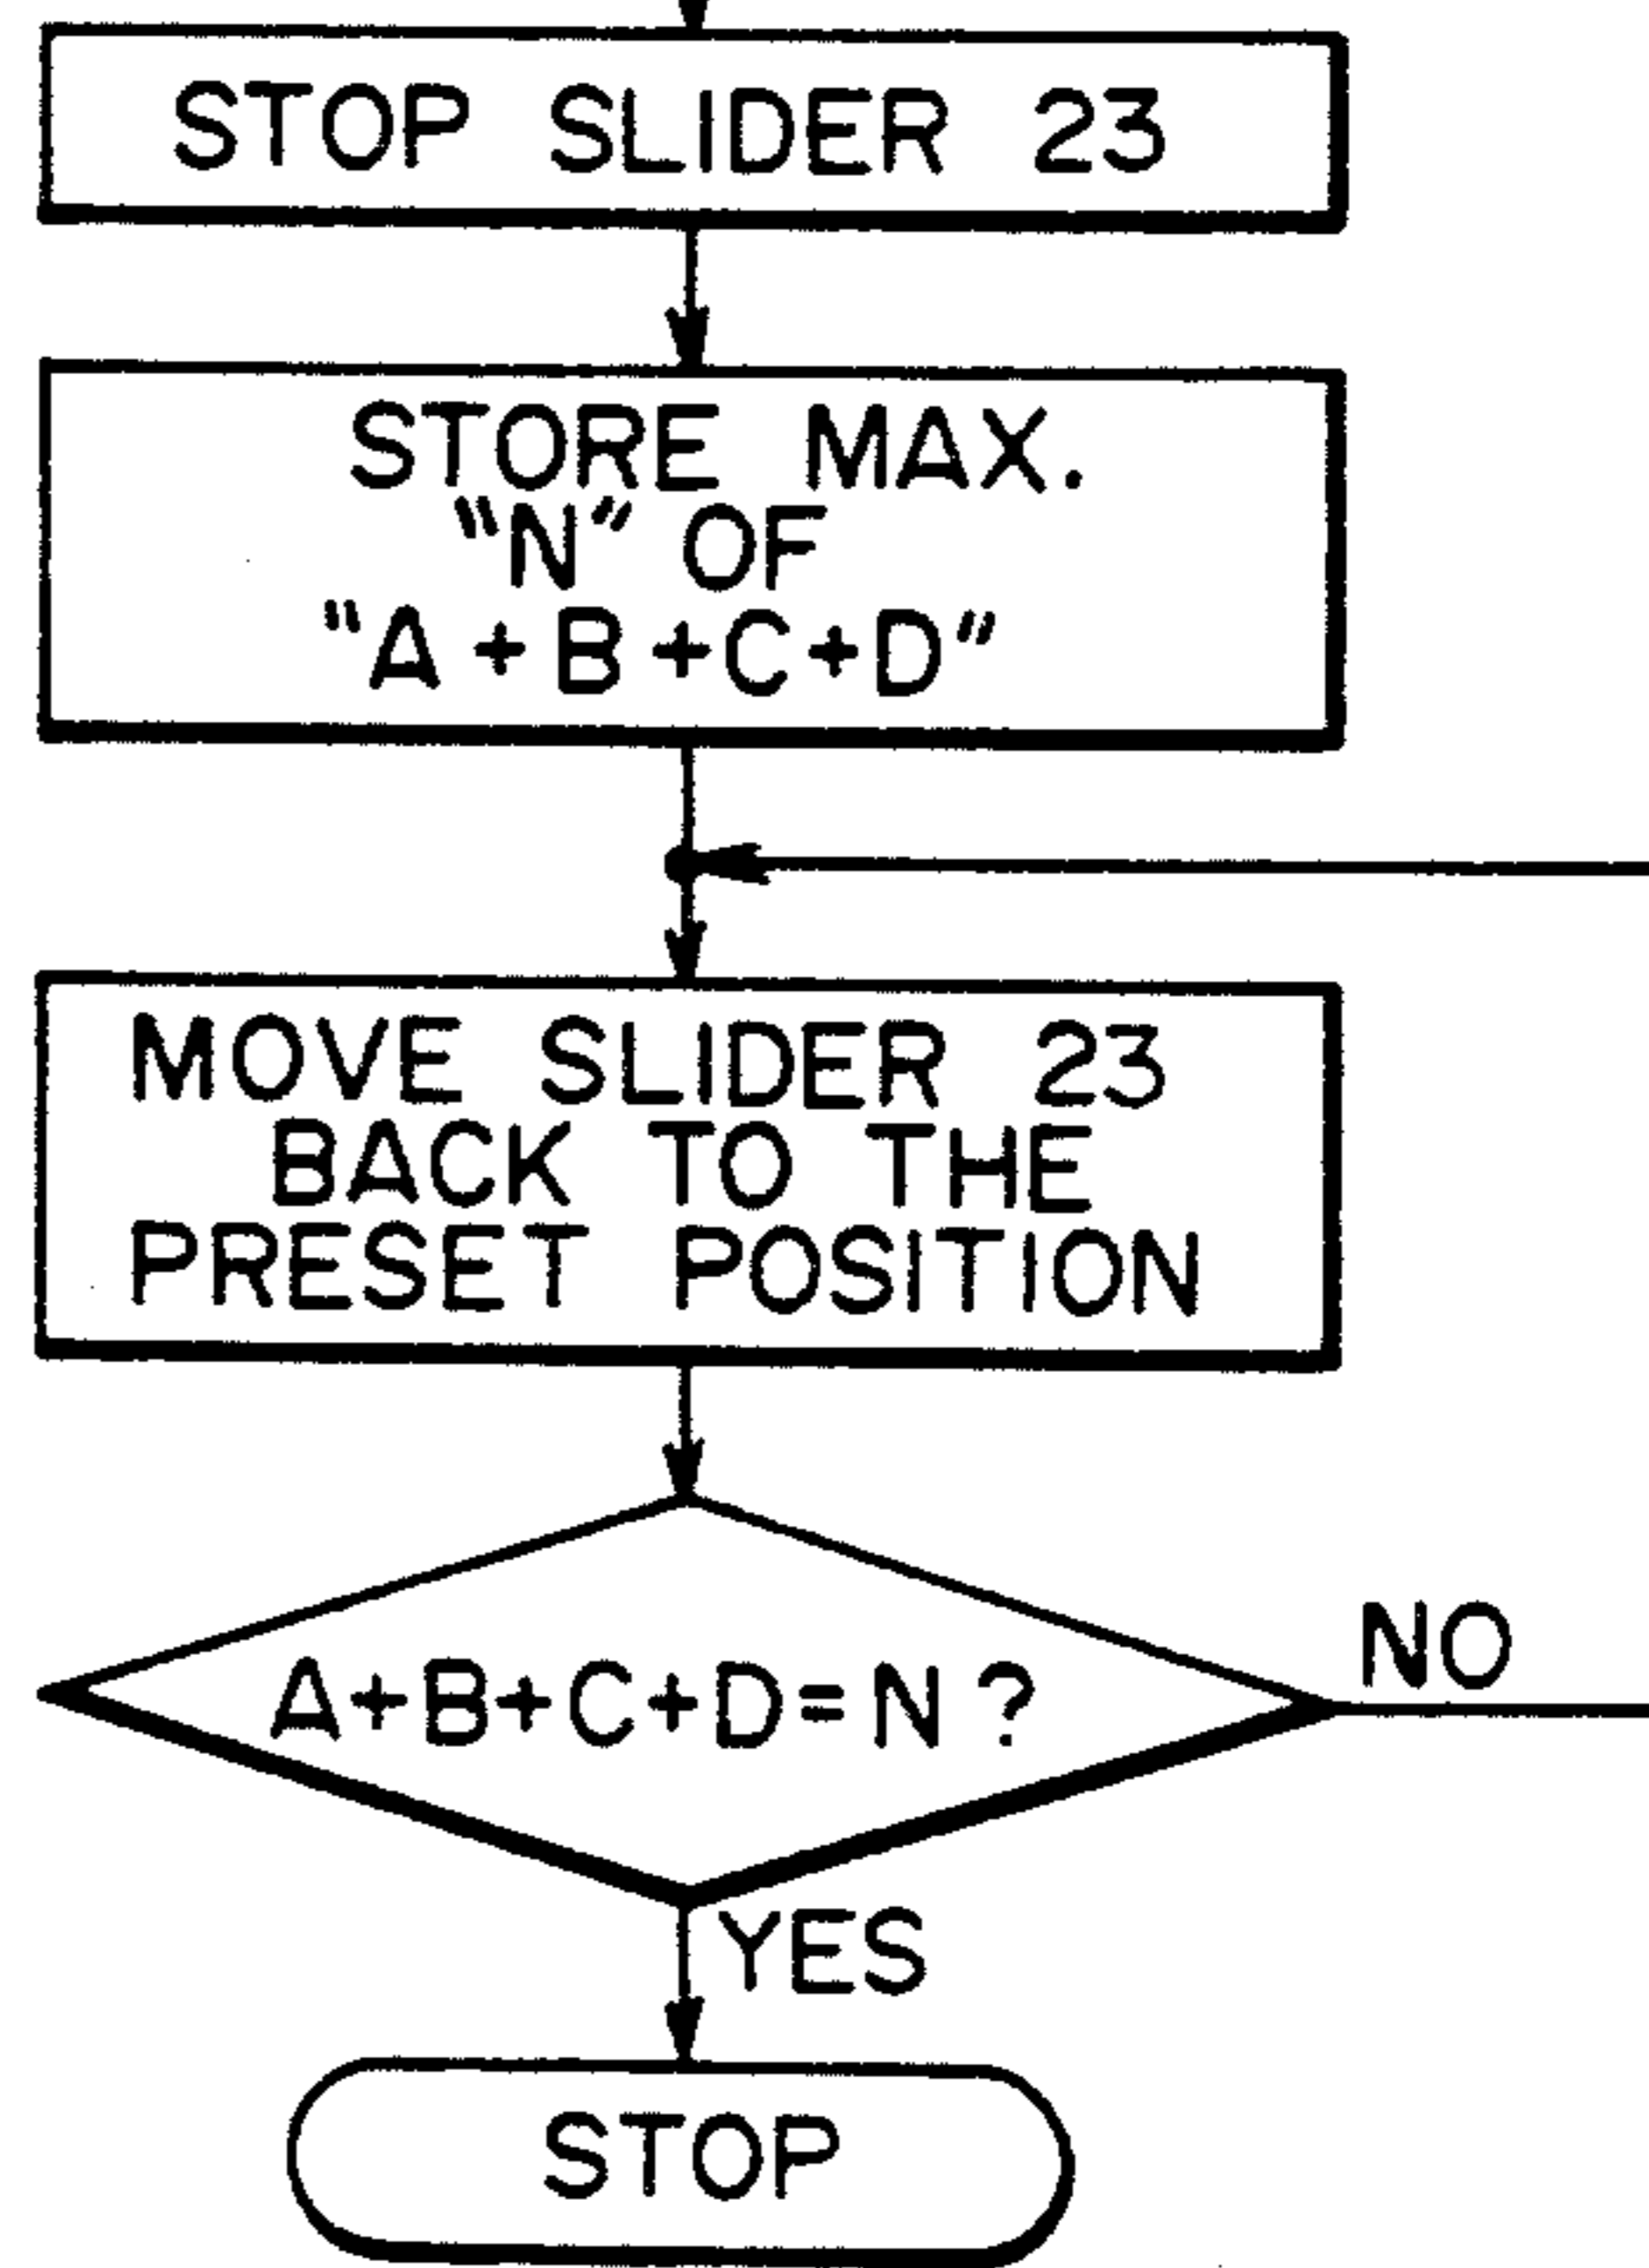 STOP SLIDER 23
STORE MAX.
"N" OF
"A+B+C+D"
MOVE SLIDER 23
BACK TO THE
PRESET POSITION
A+B+C+D=N?
NO
YES
STOP